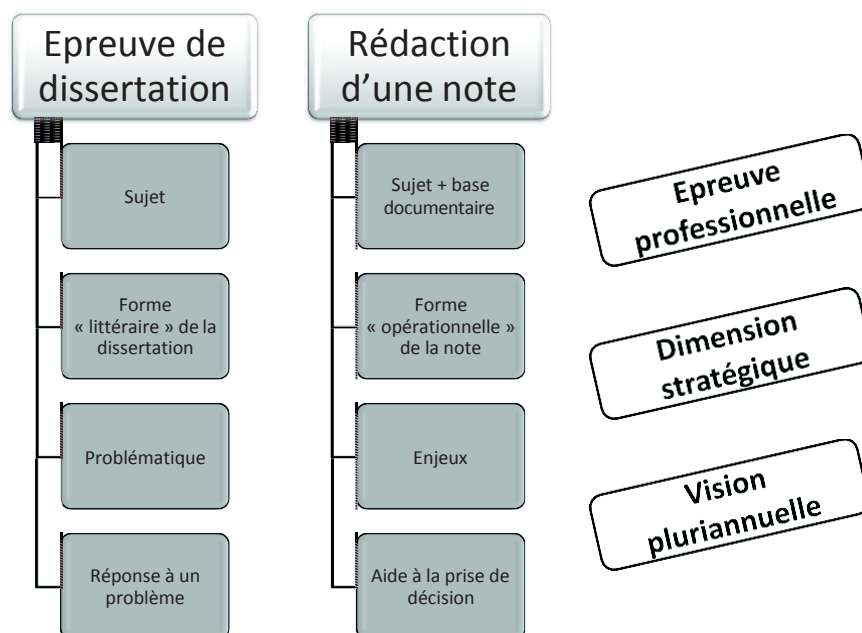 Epreuve de
dissertation
Sujet
Forme
« littéraire » de la
dissertation
Problématique
Réponse à un
problème
Rédaction
d'une note
Sujet + base
documentaire
Forme
« opérationnelle »
de la note
Enjeux
Aide à la prise de
décision
Epreuve
professionnelle
Dimension
stratégique
Vision
pluriannuelle